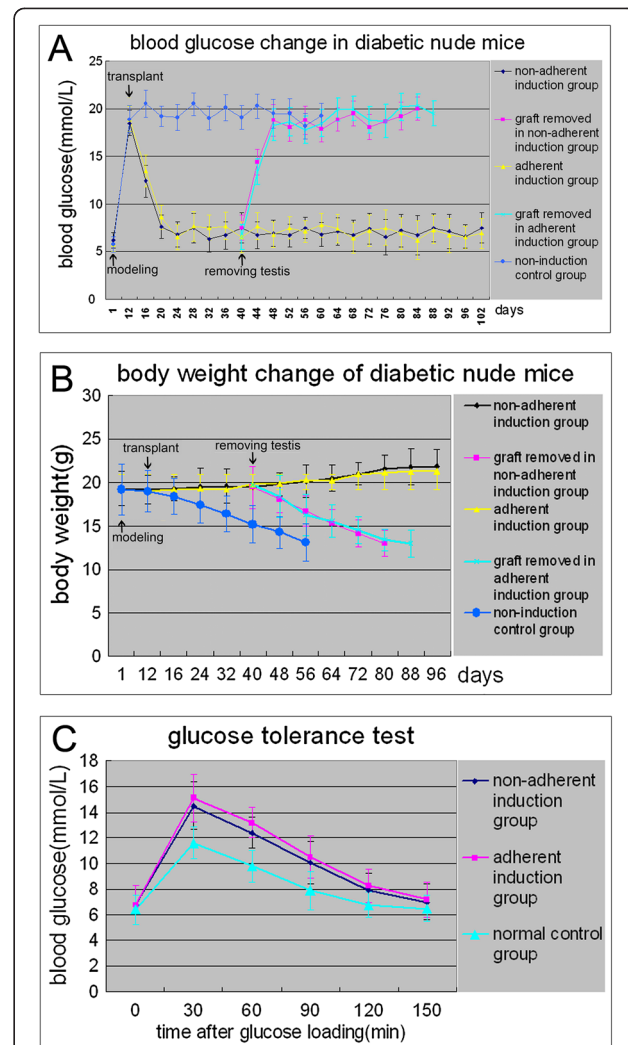 A
blood glucose change in diabetic nude mice
transplant
25
20
15
10
5
0
blood glucose(mmol/L)
modeling
removing testis
1 12 16 20 24 28 32 36 40 44 48 52 56 60 64 68 72 76 80 84 88 92 96 102
days
non-adherent
induction group
graft removed
in non-adherent
induction group
adherent
induction group
graft removed
in adherent
induction group
non-induction
control group
B
body weight change of diabetic nude mice
30
25
20
15
10
5
0
body weight(g)
transplant
removing testis
modeling
1 12 16 24 32 40 48 56 64 72 80 88 96
days
non-adherent
induction group
graft removed in
non-adherent
induction group
adherent
induction group
graft removed in
adherent
induction group
non-induction
control group
C
glucose tolerance test
18
16
14
12
10
8
6
4
2
0
blood glucose(mmol/L)
0 30 60 90 120 150
time after glucose loading(min)
non-adherent
induction
group
adherent
induction
group
normal control
group